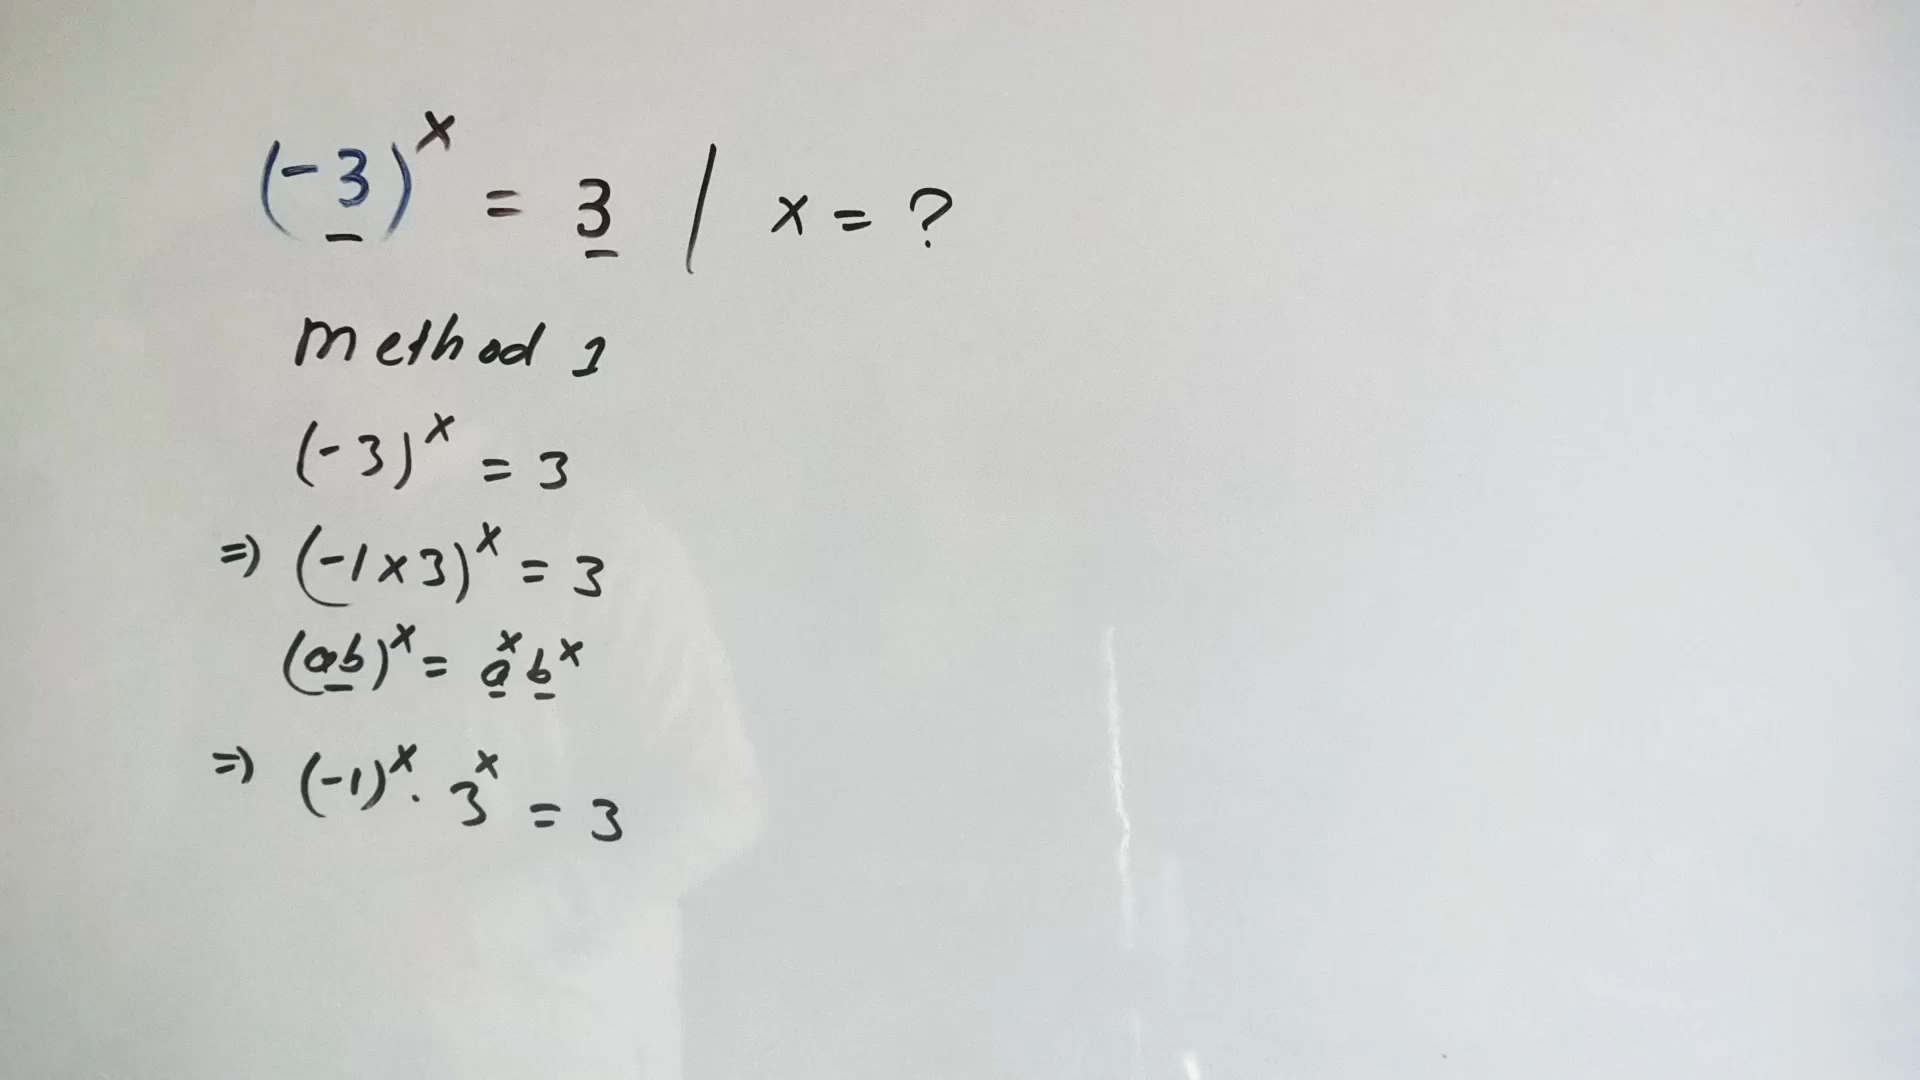 (-3)^x = 3 / x = ?
Method 1
(-3)^x = 3
=> (-1×3)^x = 3
(ab)^x = a^x b^x
=> (-1)^x · 3^x = 3